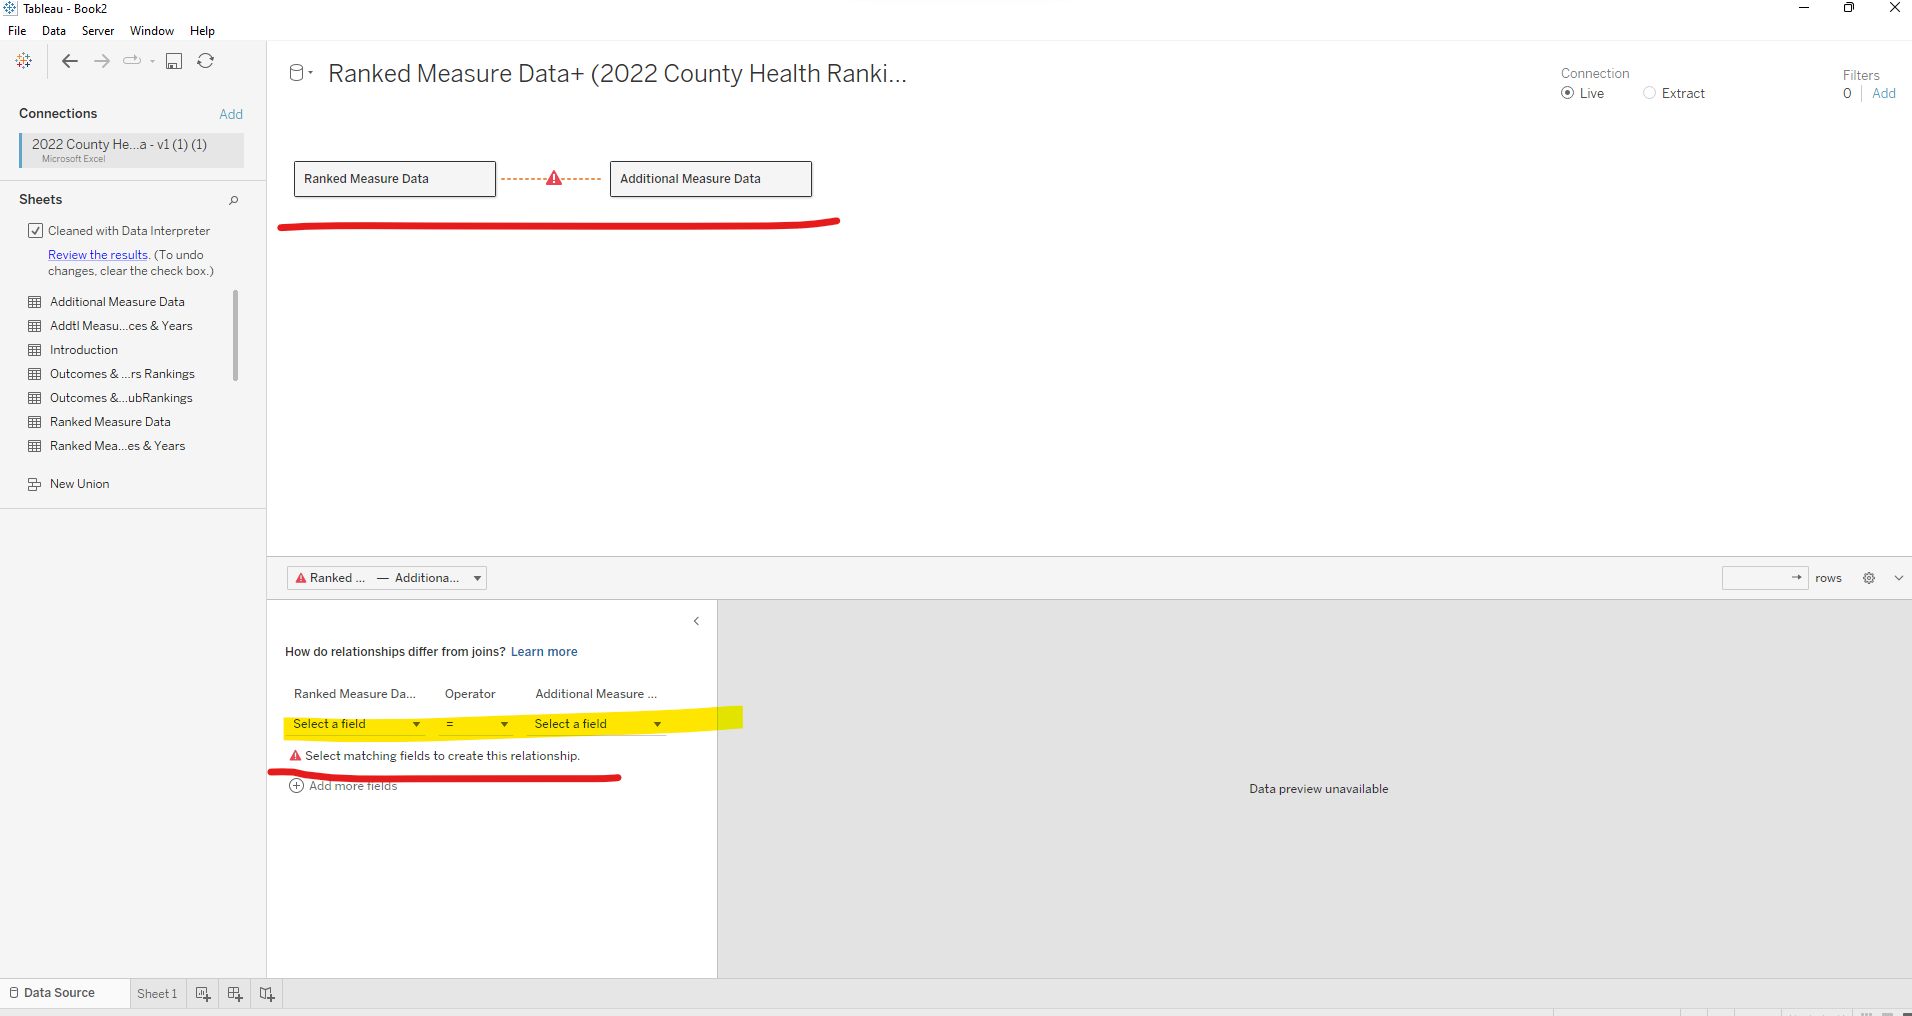 Tableau - Book2
File Data Server Window Help
Connections Add
2022 County He...a - v1 (1) (1)
Microsoft Excel
Sheets
Cleaned with Data Interpreter
Review the results. (To undo
changes, clear the check box.)
Additional Measure Data
Addtl Measu...ces & Years
Introduction
Outcomes & ...rs Rankings
Outcomes &...ubRankings
Ranked Measure Data
Ranked Mea...es & Years
New Union
Ranked Measure Data+ (2022 County Health Ranki...
Connection
Live Extract
Filters
0 Add
Ranked Measure Data Additional Measure Data
Ranked ... — Additiona...
rows
How do relationships differ from joins? Learn more
Ranked Measure Da... Operator Additional Measure ...
Select a field = Select a field
Select matching fields to create this relationship.
Add more fields
Data preview unavailable
Data Source Sheet 1